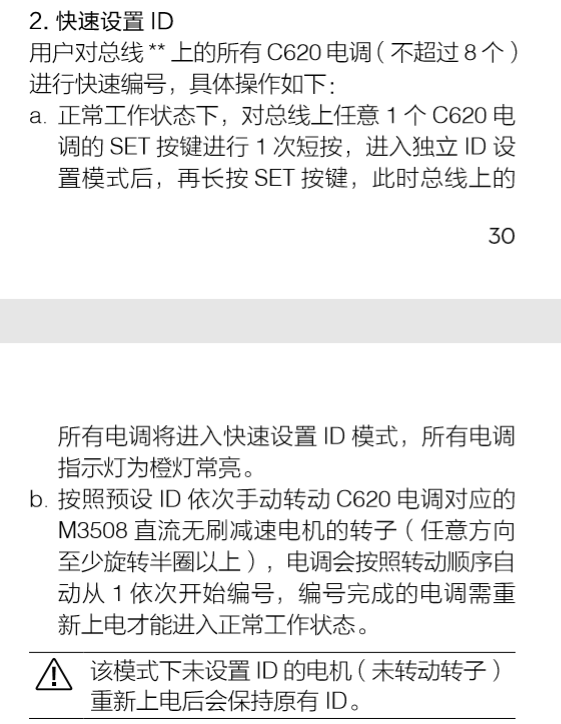 2. 快速设置 ID
用户对总线 ** 上的所有 C620 电调（不超过 8 个）
进行快速编号，具体操作如下：
a. 正常工作状态下，对总线上任意 1 个 C620 电
调的 SET 按键进行 1 次短按，进入独立 ID 设
置模式后，再长按 SET 按键，此时总线上的
30
所有电调将进入快速设置 ID 模式，所有电调
指示灯为橙灯常亮。
b. 按照预设 ID 依次手动转动 C620 电调对应的
M3508 直流无刷减速电机的转子（任意方向
至少旋转半圈以上），电调会按照转动顺序自
动从 1 依次开始编号，编号完成的电调需重
新上电才能进入正常工作状态。
该模式下未设置 ID 的电机（未转动转子）
重新上电后会保持原有 ID。